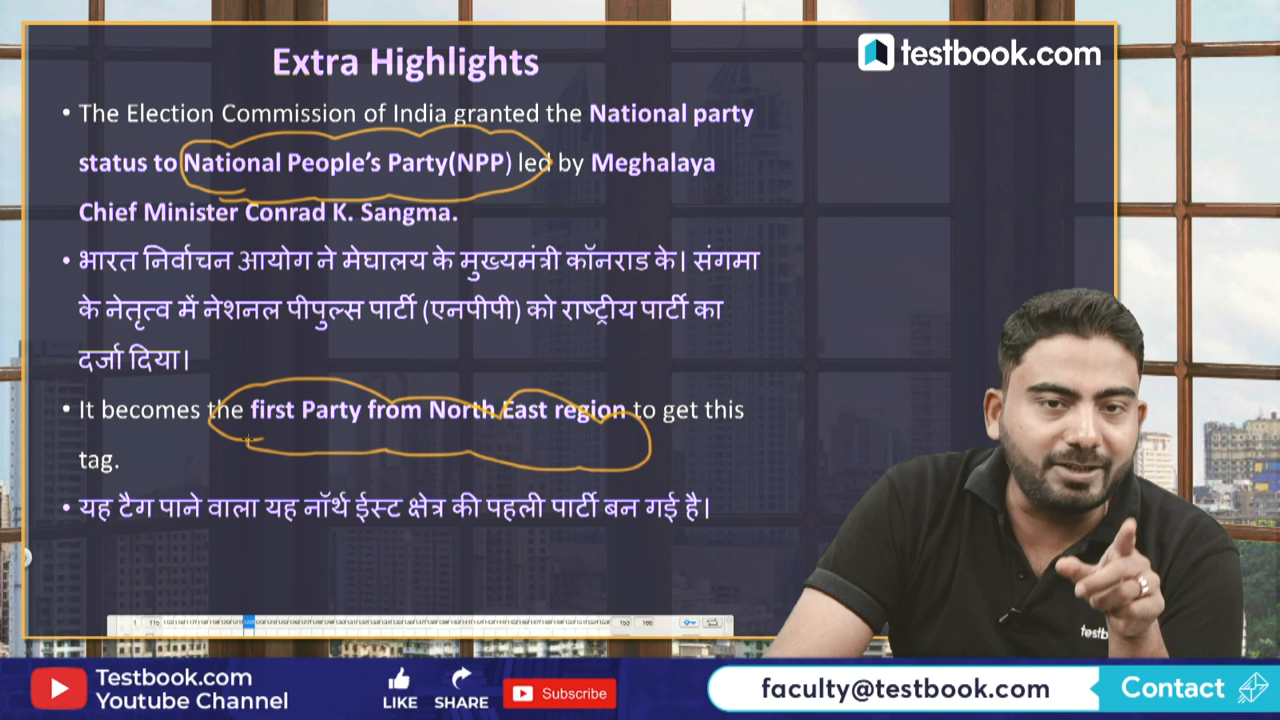 Extra Highlights
testbook.com
• The Election Commission of India granted the National party
status to National People's Party(NPP) led by Meghalaya
Chief Minister Conrad K. Sangma.
• भारत निर्वाचन आयोग ने मेघालय के मुख्यमंत्री कॉनराड के। संगमा
के नेतृत्व में नेशनल पीपुल्स पार्टी (एनपीपी) को राष्ट्रीय पार्टी का
दर्जा दिया।
• It becomes the first Party from North East region to get this
tag.
• यह टैग पाने वाला यह नॉर्थ ईस्ट क्षेत्र की पहली पार्टी बन गई है।
testb
Testbook.com
Youtube Channel
LIKE
SHARE
Subscribe
faculty@testbook.com
Contact